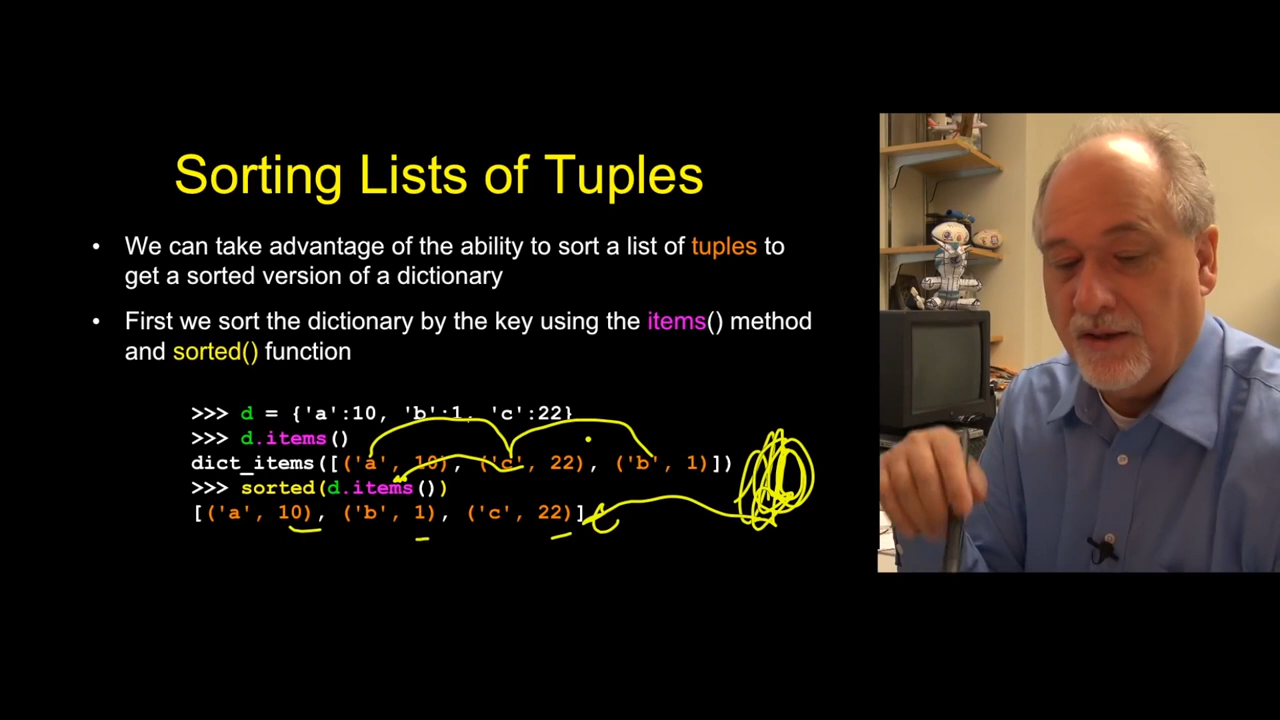 Sorting Lists of Tuples
• We can take advantage of the ability to sort a list of tuples to
get a sorted version of a dictionary
• First we sort the dictionary by the key using the items() method
and sorted() function
>>> d = {'a':10, 'b':1, 'c':22}
>>> d.items()
dict_items([('a', 10), ('c', 22), ('b', 1)])
>>> sorted(d.items())
[('a', 10), ('b', 1), ('c', 22)]